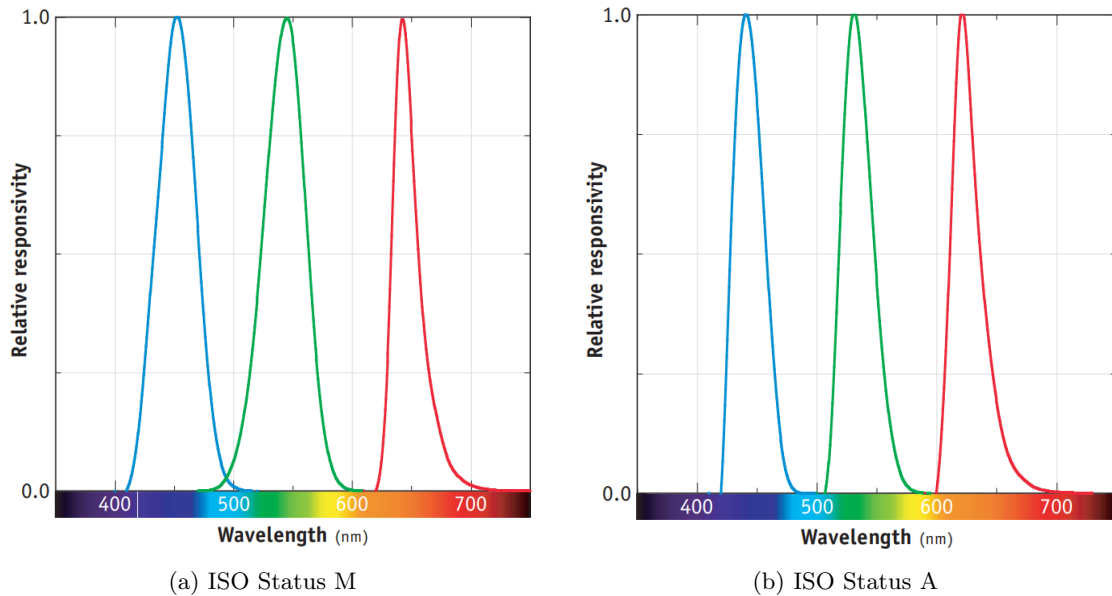 1.0
Relative responsivity
0.0
400 500 600 700
Wavelength (nm)
(a) ISO Status M
1.0
Relative responsivity
0.0
400 500 600 700
Wavelength (nm)
(b) ISO Status A